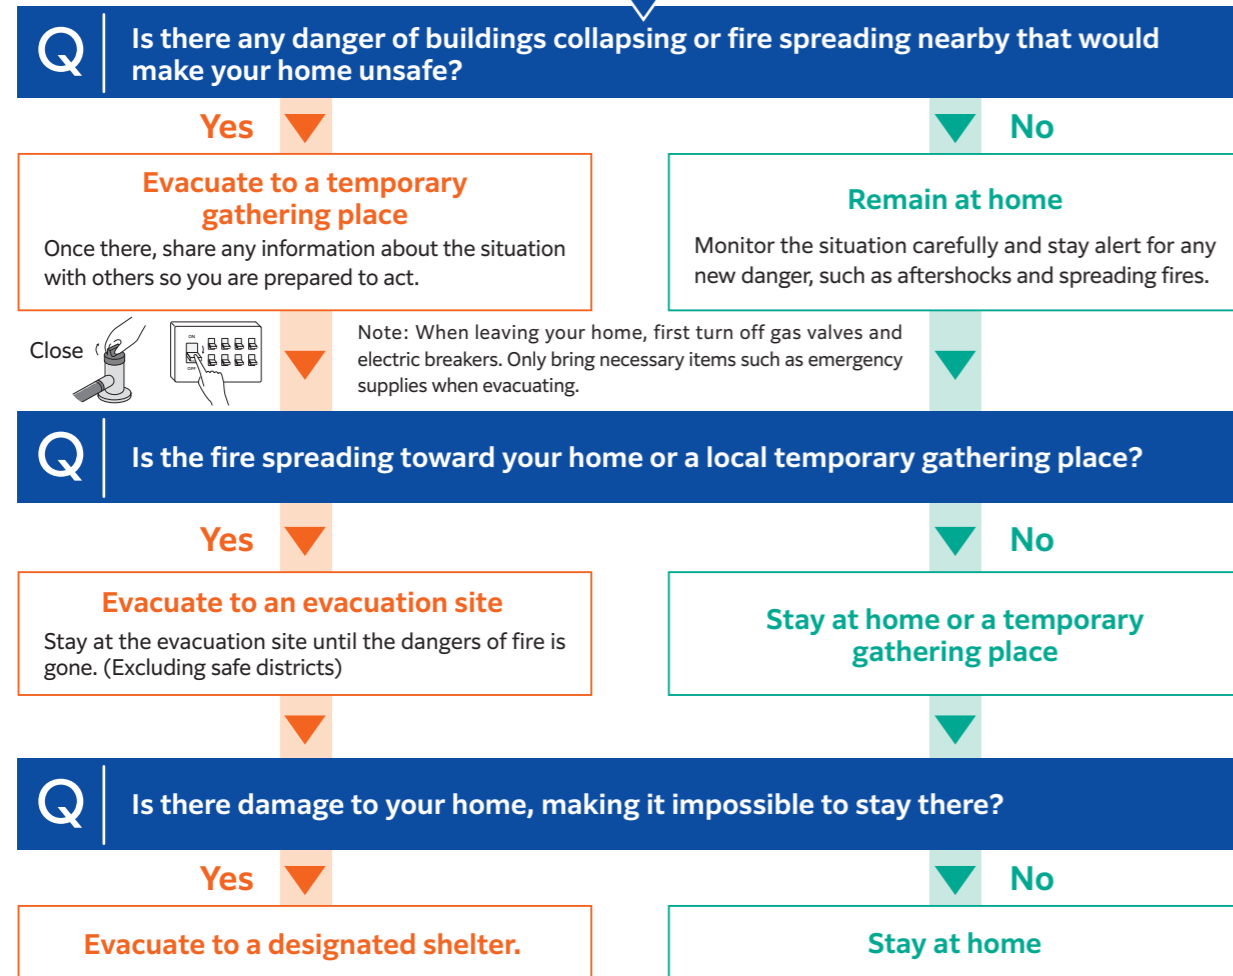 Q
Is there any danger of buildings collapsing or fire spreading nearby that would
make your home unsafe?
Yes
No
Evacuate to a temporary
gathering place
Once there, share any information about the situation
with others so you are prepared to act.
Remain at home
Monitor the situation carefully and stay alert for any
new danger, such as aftershocks and spreading fires.
Close
ON
OFF
Note: When leaving your home, first turn off gas valves and
electric breakers. Only bring necessary items such as emergency
supplies when evacuating.
Q
Is the fire spreading toward your home or a local temporary gathering place?
Yes
No
Evacuate to an evacuation site
Stay at the evacuation site until the dangers of fire is
gone. (Excluding safe districts)
Stay at home or a temporary
gathering place
Q
Is there damage to your home, making it impossible to stay there?
Yes
No
Evacuate to a designated shelter.
Stay at home